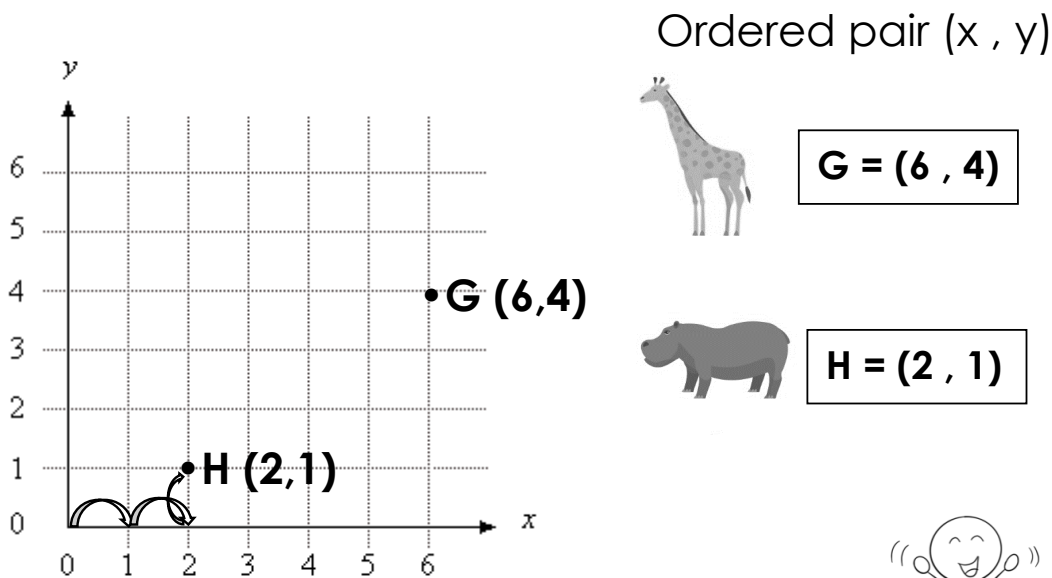 Ordered pair (x , y)
y
6
5
4
3
2
1
0
G (6,4)
H (2,1)
x
0 1 2 3 4 5 6
G = (6 , 4)
H = (2 , 1)